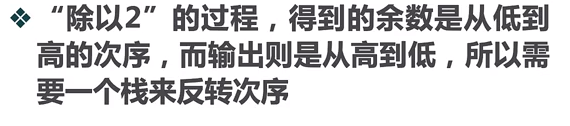 “除以2”的过程，得到的余数是从低到
高的次序，而输出则是从高到低，所以需
要一个栈来反转次序